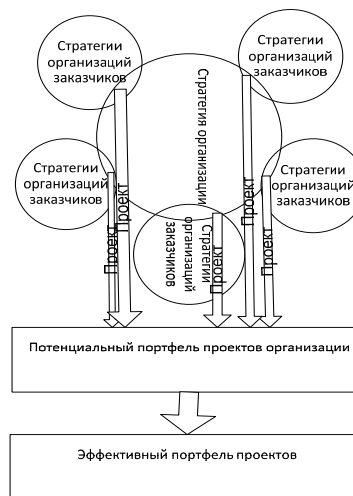 Стратегии
организаций
заказчиков
Стратегии
организаций
заказчиков
Стратегия организации
Стратегии
организаций
заказчиков
Стратегии
организаций
заказчиков
Стратегии
организаций
заказчиков
Проект
Проект
Проект
Проект
Проект
Потенциальный портфель проектов организации
Эффективный портфель проектов